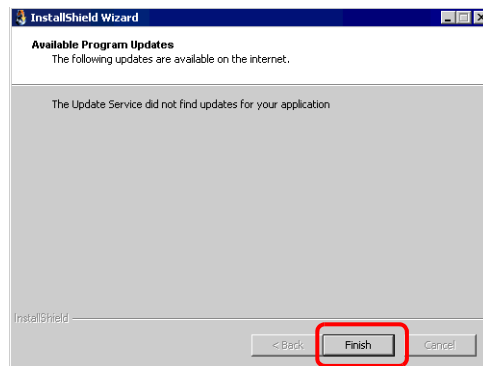 InstallShield Wizard
Available Program Updates
The following updates are available on the internet.
The Update Service did not find updates for your application
InstallShield
< Back Finish Cancel